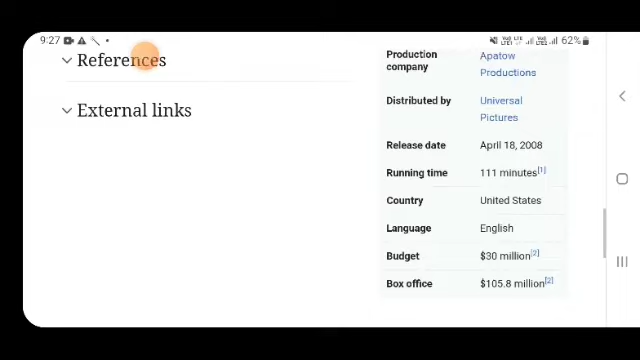 9:27
62%
References
External links
Production company
Apatow Productions
Distributed by
Universal Pictures
Release date
April 18, 2008
Running time
111 minutes[1]
Country
United States
Language
English
Budget
$30 million[2]
Box office
$105.8 million[2]